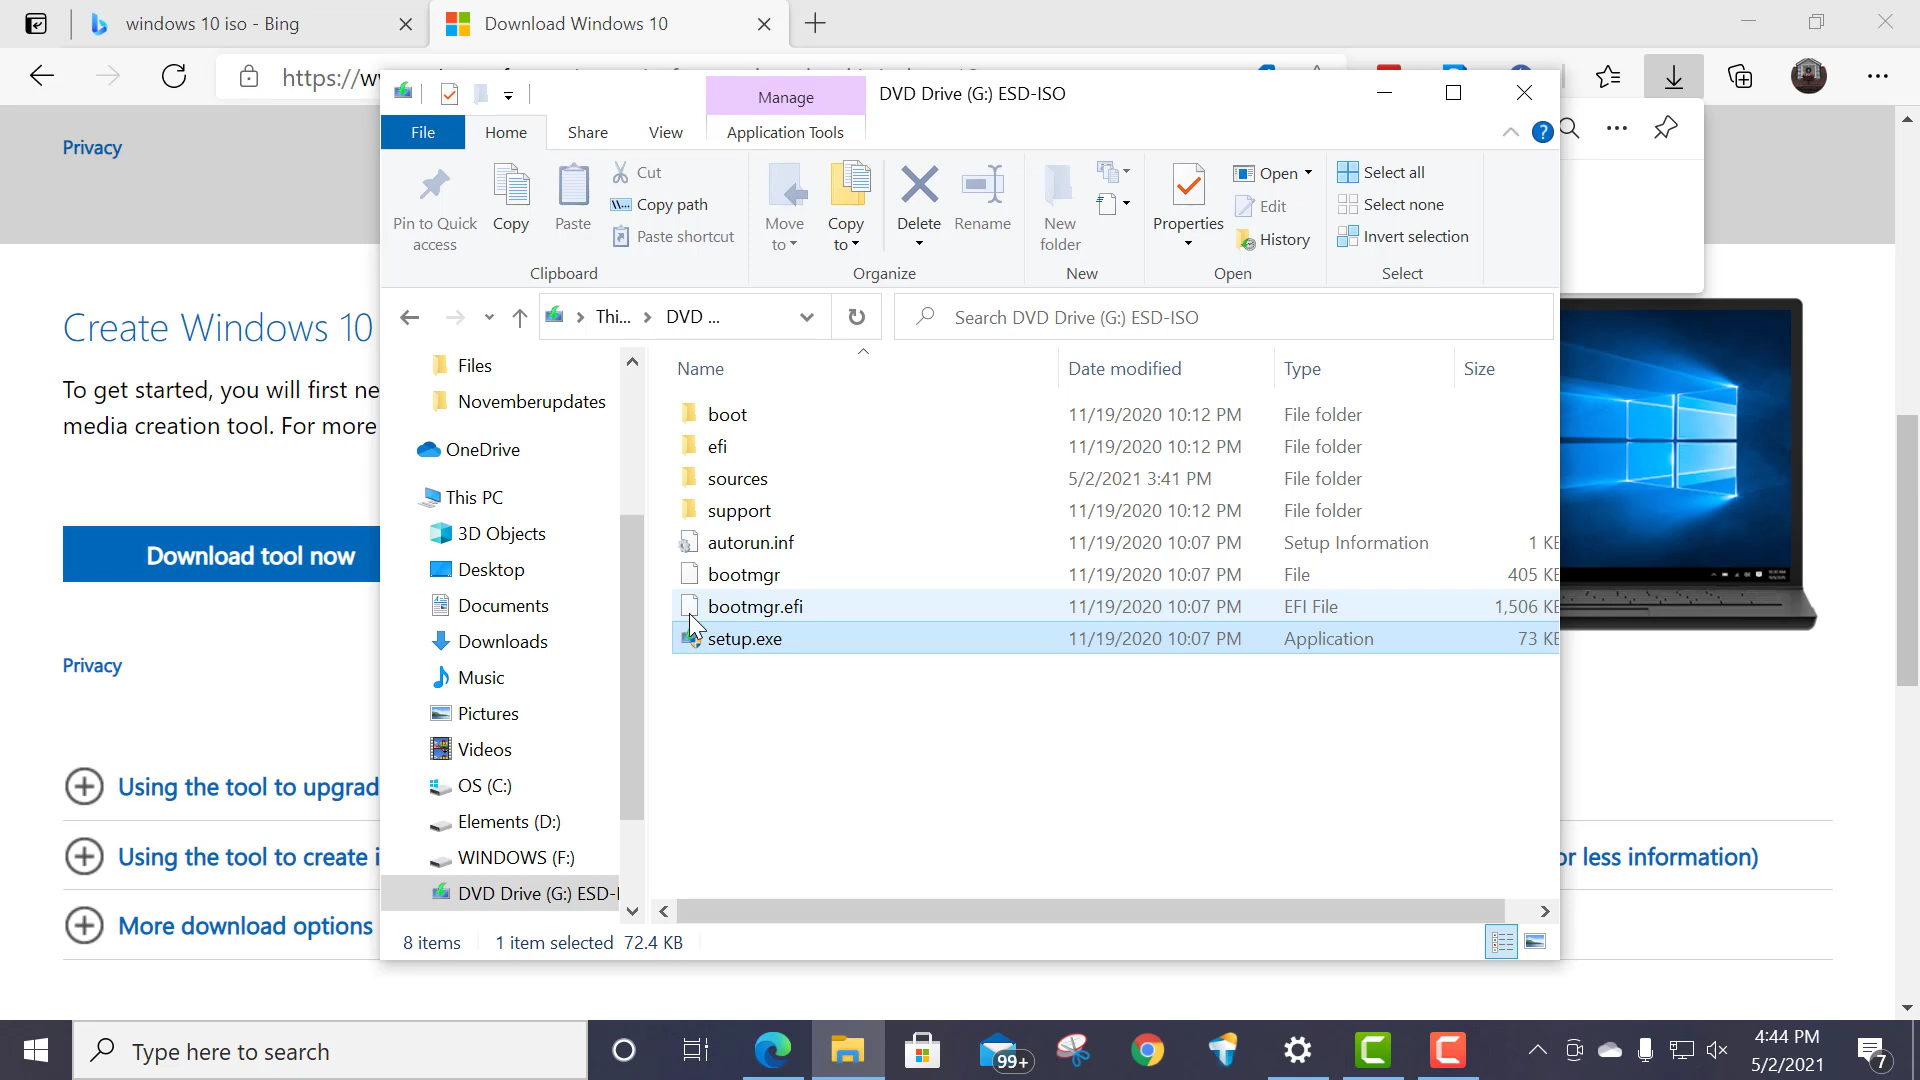 windows 10 iso - Bing
Download Windows 10
https://w
Manage
DVD Drive (G:) ESD-ISO
File
Home
Share
View
Application Tools
Pin to Quick
access
Copy
Paste
Cut
Copy path
Paste shortcut
Clipboard
Move
to
Copy
to
Delete
Rename
Organize
New
folder
New
Properties
Open
Edit
History
Open
Select all
Select none
Invert selection
Select
Thi...
DVD ...
Search DVD Drive (G:) ESD-ISO
Privacy
Create Windows 10
To get started, you will first ne
media creation tool. For more
Download tool now
Privacy
Using the tool to upgrad
Using the tool to create i
or less information)
More download options
Files
Novemberupdates
OneDrive
This PC
3D Objects
Desktop
Documents
Downloads
Music
Pictures
Videos
OS (C:)
Elements (D:)
WINDOWS (F:)
DVD Drive (G:) ESD-I
Name Date modified Type Size
boot 11/19/2020 10:12 PM File folder
efi 11/19/2020 10:12 PM File folder
sources 5/2/2021 3:41 PM File folder
support 11/19/2020 10:12 PM File folder
autorun.inf 11/19/2020 10:07 PM Setup Information 1 KE
bootmgr 11/19/2020 10:07 PM File 405 KE
bootmgr.efi 11/19/2020 10:07 PM EFI File 1,506 KE
setup.exe 11/19/2020 10:07 PM Application 73 KE
8 items 1 item selected 72.4 KB
Type here to search
99+
4:44 PM
5/2/2021
7